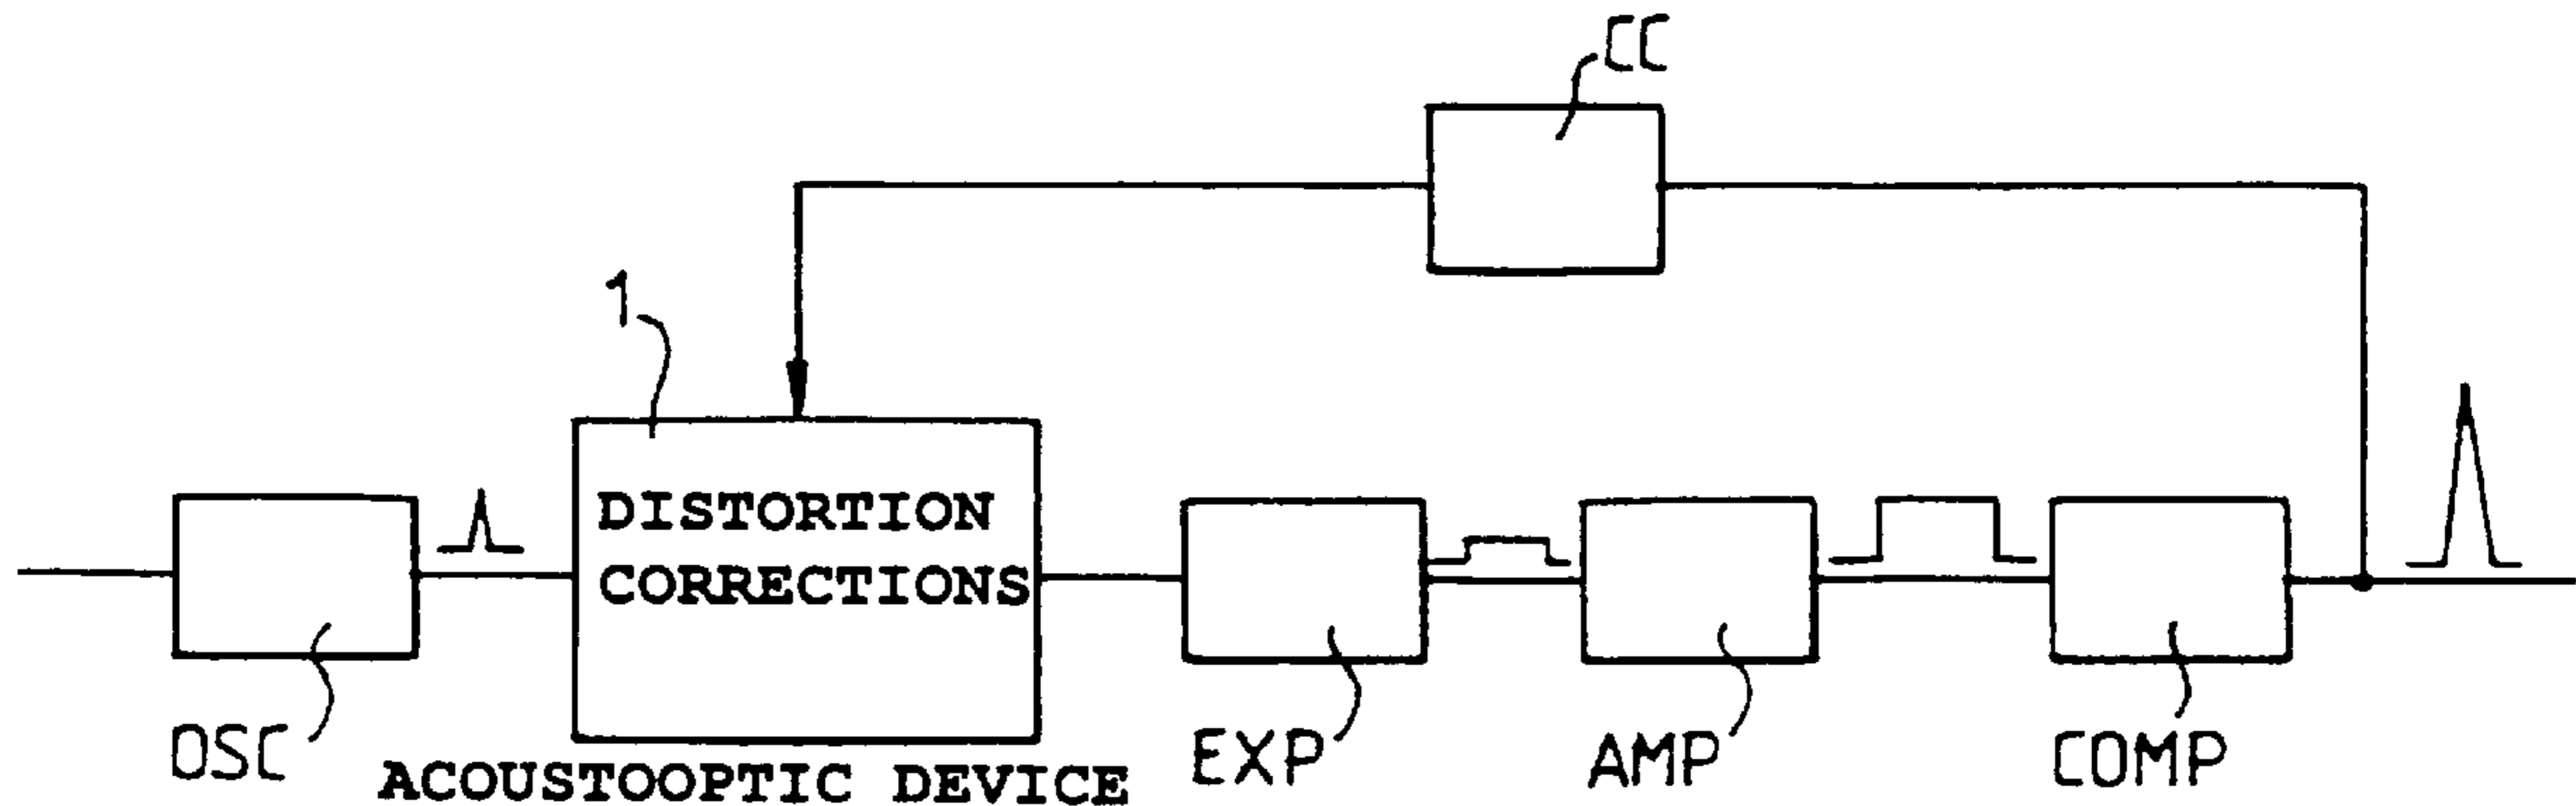 CC
1
DISTORTION
CORRECTIONS
OSC
ACOUSTOOPTIC DEVICE
EXP
AMP
COMP